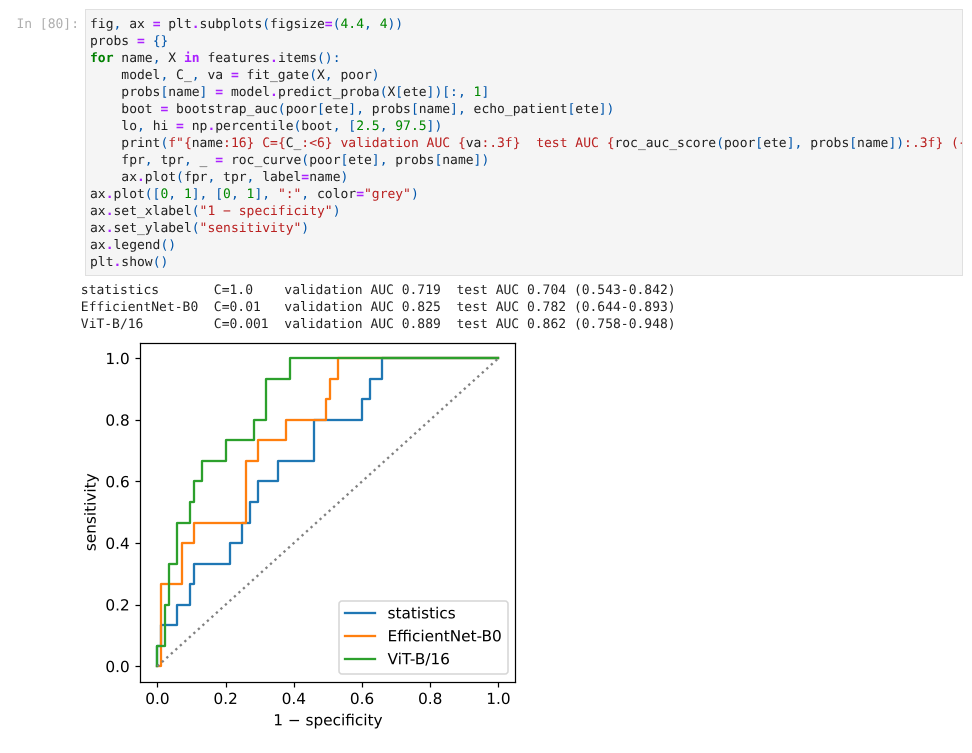 In [80]:
fig, ax = plt.subplots(figsize=(4.4, 4))
probs = {}
for name, X in features.items():
    model, C_, va = fit_gate(X, poor)
    probs[name] = model.predict_proba(X[ete])[:, 1]
    boot = bootstrap_auc(poor[ete], probs[name], echo_patient[ete])
    lo, hi = np.percentile(boot, [2.5, 97.5])
    print(f"{name:16} C={C_:<6} validation AUC {va:.3f}  test AUC {roc_auc_score(poor[ete], probs[name]):.3f} (
    fpr, tpr, _ = roc_curve(poor[ete], probs[name])
    ax.plot(fpr, tpr, label=name)
ax.plot([0, 1], [0, 1], ":", color="grey")
ax.set_xlabel("1 − specificity")
ax.set_ylabel("sensitivity")
ax.legend()
plt.show()
statistics       C=1.0    validation AUC 0.719  test AUC 0.704 (0.543-0.842)
EfficientNet-B0  C=0.01   validation AUC 0.825  test AUC 0.782 (0.644-0.893)
ViT-B/16         C=0.001  validation AUC 0.889  test AUC 0.862 (0.758-0.948)
1.0
0.8
0.6
0.4
0.2
0.0
sensitivity
statistics
EfficientNet-B0
ViT-B/16
0.0 0.2 0.4 0.6 0.8 1.0
1 − specificity